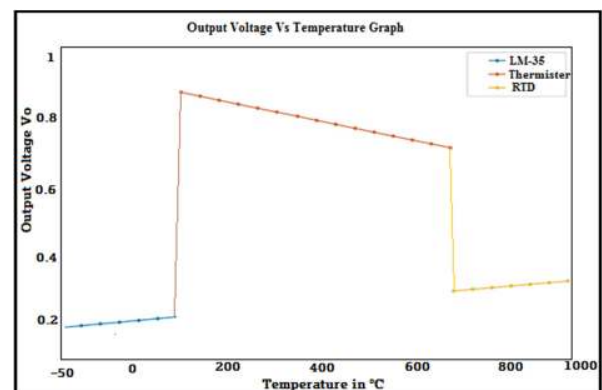 Output Voltage Vs Temperature Graph
1
0.8
0.6
0.4
0.2
Output Voltage Vo
LM-35
Thermister
RTD
-50
0
200
400
600
800
1000
Temperature in °C